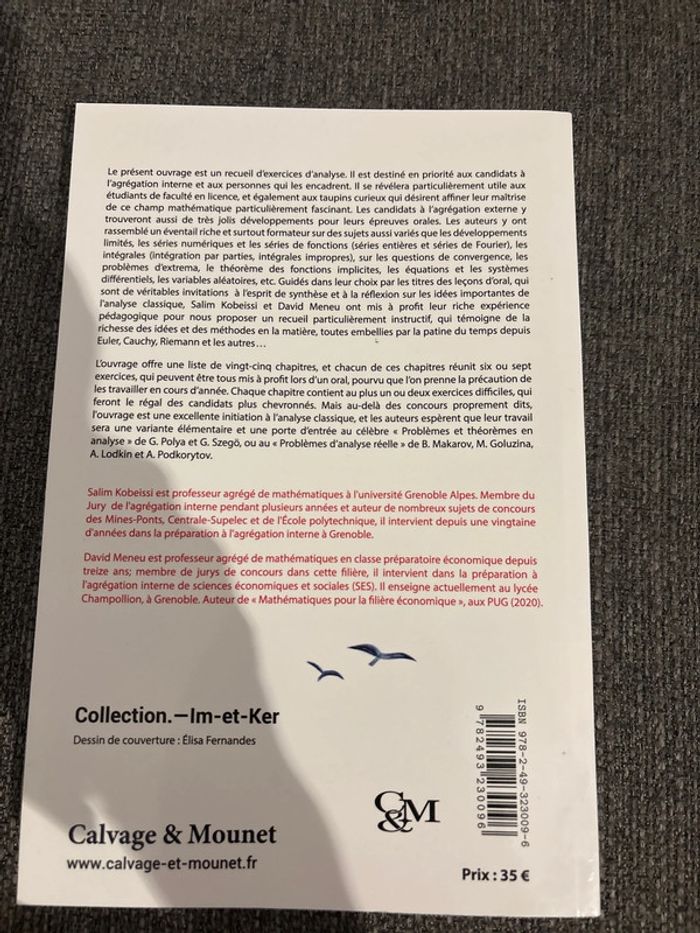 Le présent ouvrage est un recueil d'exercices d'analyse. Il est destiné en priorité aux candidats à
l'agrégation interne et aux personnes qui les encadrent. Il se révélera particulièrement utile aux
étudiants de faculté en licence, et également aux taupins curieux qui désirent affiner leur maîtrise
de ce champ mathématique particulièrement fascinant. Les candidats à l'agrégation externe y
trouveront aussi de très jolis développements pour leurs épreuves orales. Les auteurs y ont
rassemblé un éventail riche et surtout formateur sur des sujets aussi variés que les développements
limités, les séries numériques et les séries de fonctions (séries entières et séries de Fourier), les
intégrales (intégration par parties, intégrales impropres), sur les questions de convergence, les
problèmes d'extrema, le théorème des fonctions implicites, les équations et les systèmes
différentiels, les variables aléatoires, etc. Guidés dans leur choix par les titres des leçons d'oral, qui
sont de véritables invitations à l'esprit de synthèse et à la réflexion sur les idées importantes de
l'analyse classique, Salim Kobeissi et David Meneu ont mis à profit leur riche expérience
pédagogique pour nous proposer un recueil particulièrement instructif, qui témoigne de la
richesse des idées et des méthodes en la matière, toutes embellies par la patine du temps depuis
Euler, Cauchy, Riemann et les autres…
L'ouvrage offre une liste de vingt-cinq chapitres, et chacun de ces chapitres réunit six ou sept
exercices, qui peuvent être tous mis à profit lors d'un oral, pourvu que l'on prenne la précaution de
les travailler en cours d'année. Chaque chapitre contient au plus un ou deux exercices difficiles, qui
feront le régal des candidats plus chevronnés. Mais au-delà des concours proprement dits,
l'ouvrage est une excellente initiation à l'analyse classique, et les auteurs espèrent que leur travail
sera une variante élémentaire et une porte d'entrée au célèbre « Problèmes et théorèmes en
analyse » de G. Polya et G. Szegö, ou au « Problèmes d'analyse réelle » de B. Makarov, M. Goluzina,
A. Lodkin et A. Podkorytov.
Salim Kobeissi est professeur agrégé de mathématiques à l'université Grenoble Alpes. Membre du
Jury de l'agrégation interne pendant plusieurs années et auteur de nombreux sujets de concours
des Mines-Ponts, Centrale-Supelec et de l'École polytechnique, il intervient depuis une vingtaine
d'années dans la préparation à l'agrégation interne à Grenoble.
David Meneu est professeur agrégé de mathématiques en classe préparatoire économique depuis
treize ans; membre de jurys de concours dans cette filière, il intervient dans la préparation à
l'agrégation interne de sciences économiques et sociales (SES). Il enseigne actuellement au lycée
Champollion, à Grenoble. Auteur de « Mathématiques pour la filière économique », aux PUG (2020).
Collection.—Im-et-Ker
Dessin de couverture : Élisa Fernandes
Calvage & Mounet
www.calvage-et-mounet.fr
C&M
ISBN 978-2-49-323009-6
9 782493 230096
Prix : 35 €